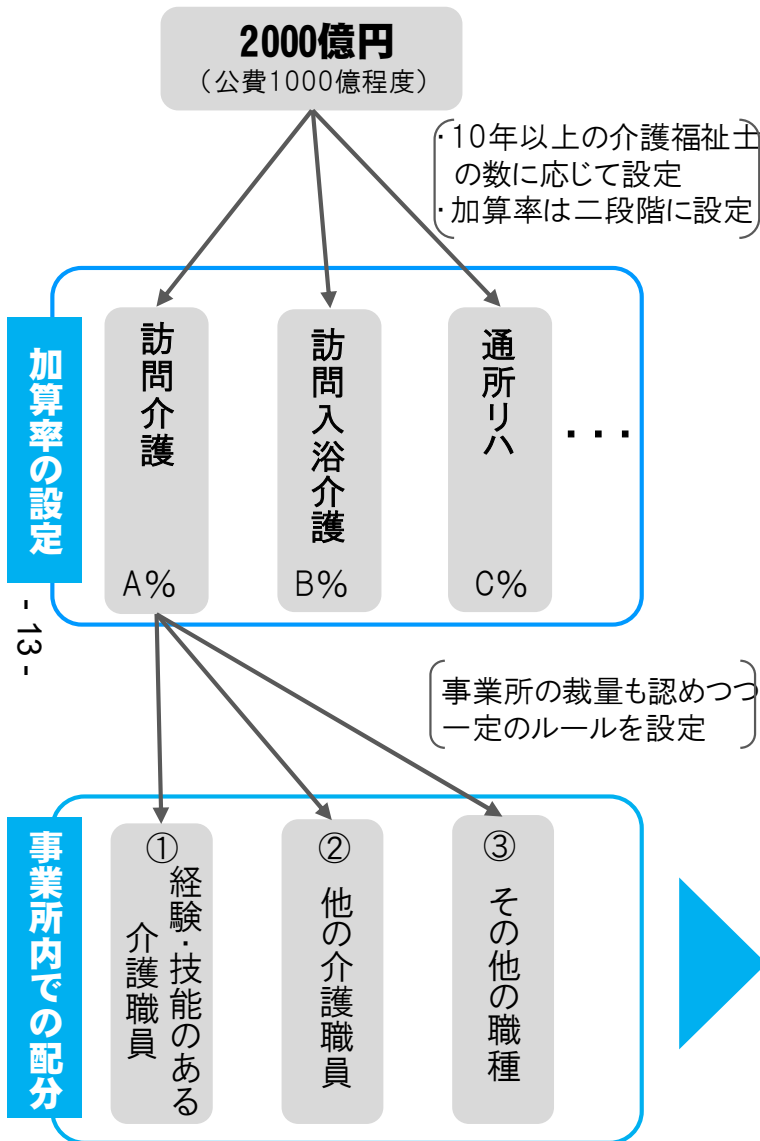 2000億円
（公費1000億程度）
・10年以上の介護福祉士
の数に応じて設定
・加算率は二段階に設定
加算率の設定
訪問介護
A%
訪問入浴介護
B%
通所リハ
C%
・・・
- 13 -
事業所の裁量も認めつつ
一定のルールを設定
事業所内での配分
①
経験・技能のある
介護職員
②
他の介護職員
③
その他の職種